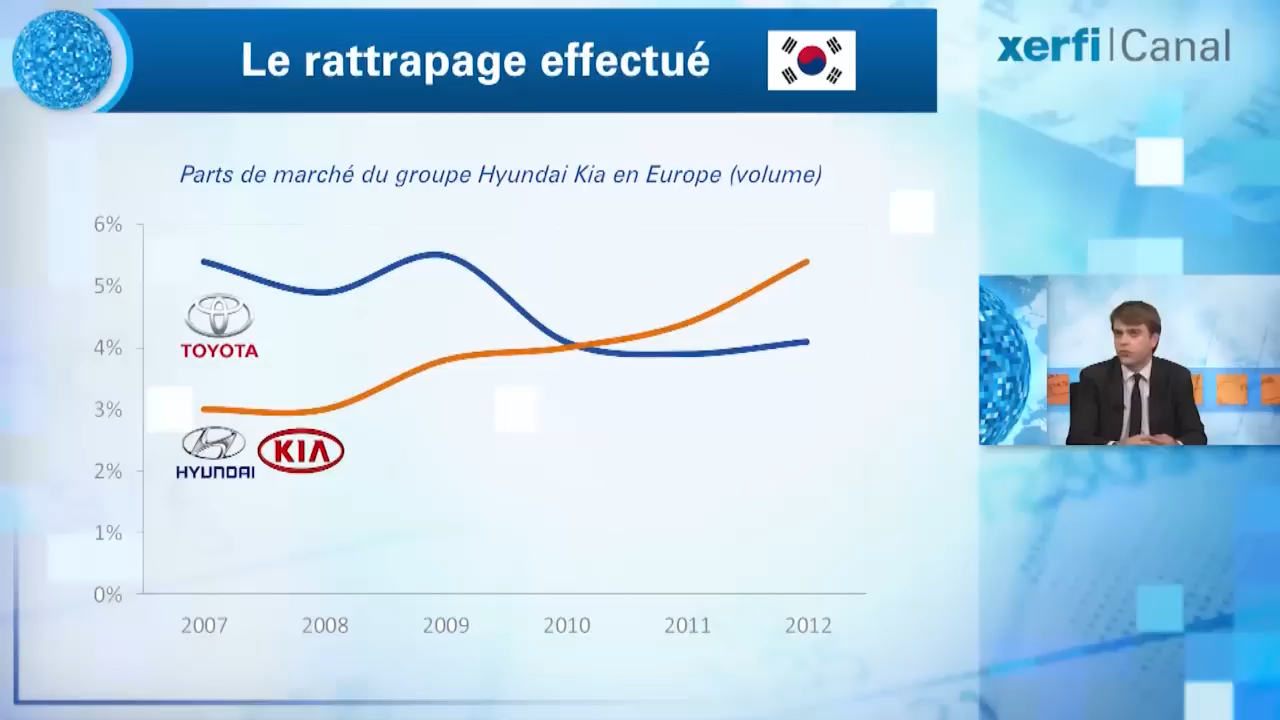 Le rattrapage effectué
xerfi|Canal
Parts de marché du groupe Hyundai Kia en Europe (volume)
6%
5%
4%
3%
2%
1%
0%
TOYOTA
HYUNDAI
KIA
2007 2008 2009 2010 2011 2012